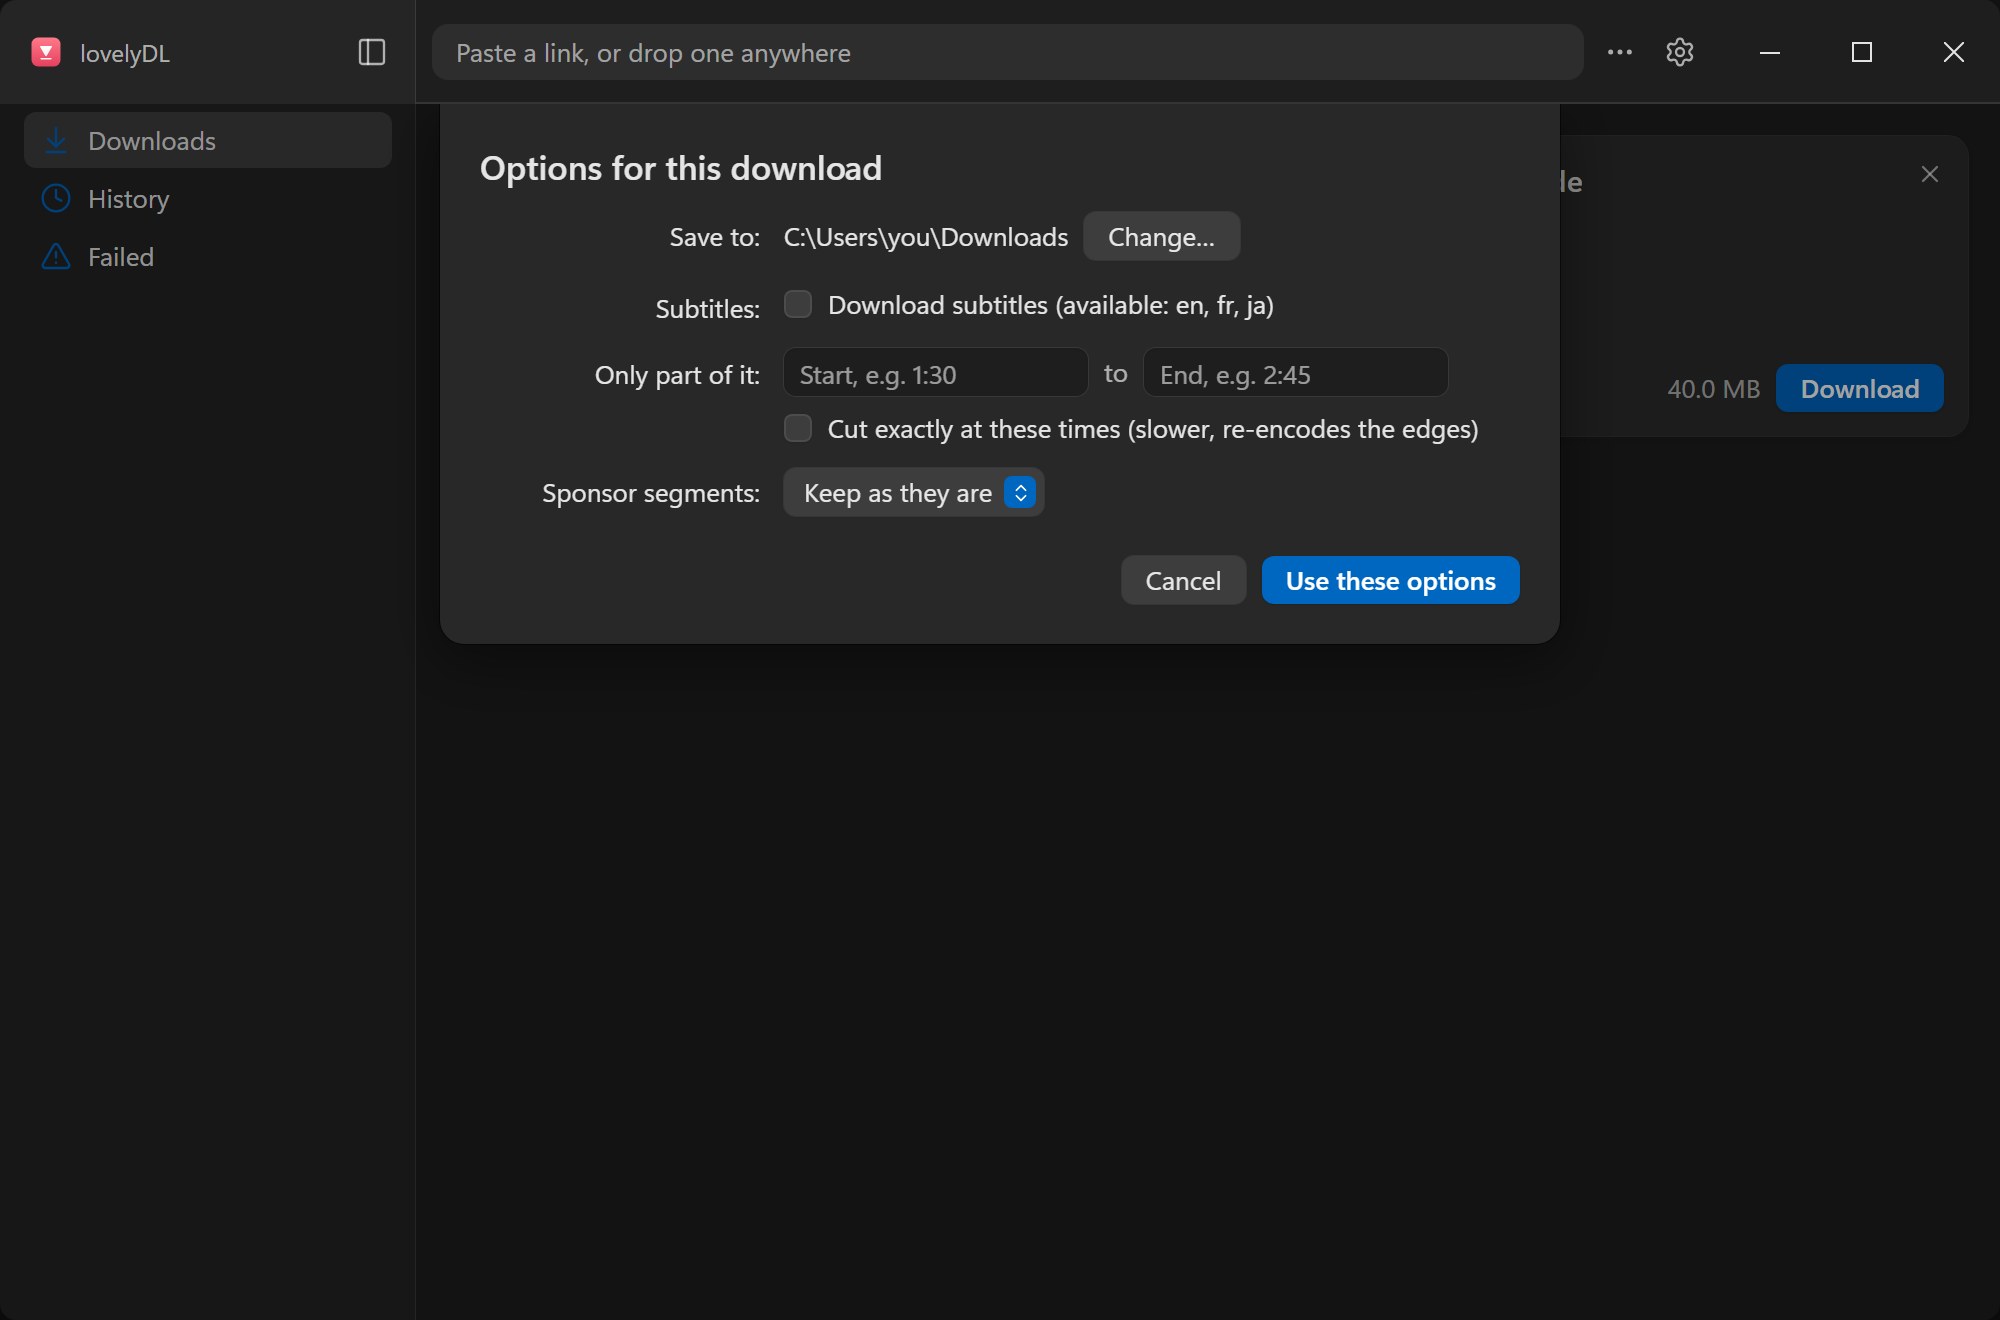 lovelyDL
Paste a link, or drop one anywhere
Downloads
History
Failed
Options for this download
Save to: C:\Users\you\Downloads Change...
Subtitles: Download subtitles (available: en, fr, ja)
Only part of it: Start, e.g. 1:30 to End, e.g. 2:45
Cut exactly at these times (slower, re-encodes the edges)
Sponsor segments: Keep as they are
Cancel Use these options
40.0 MB Download